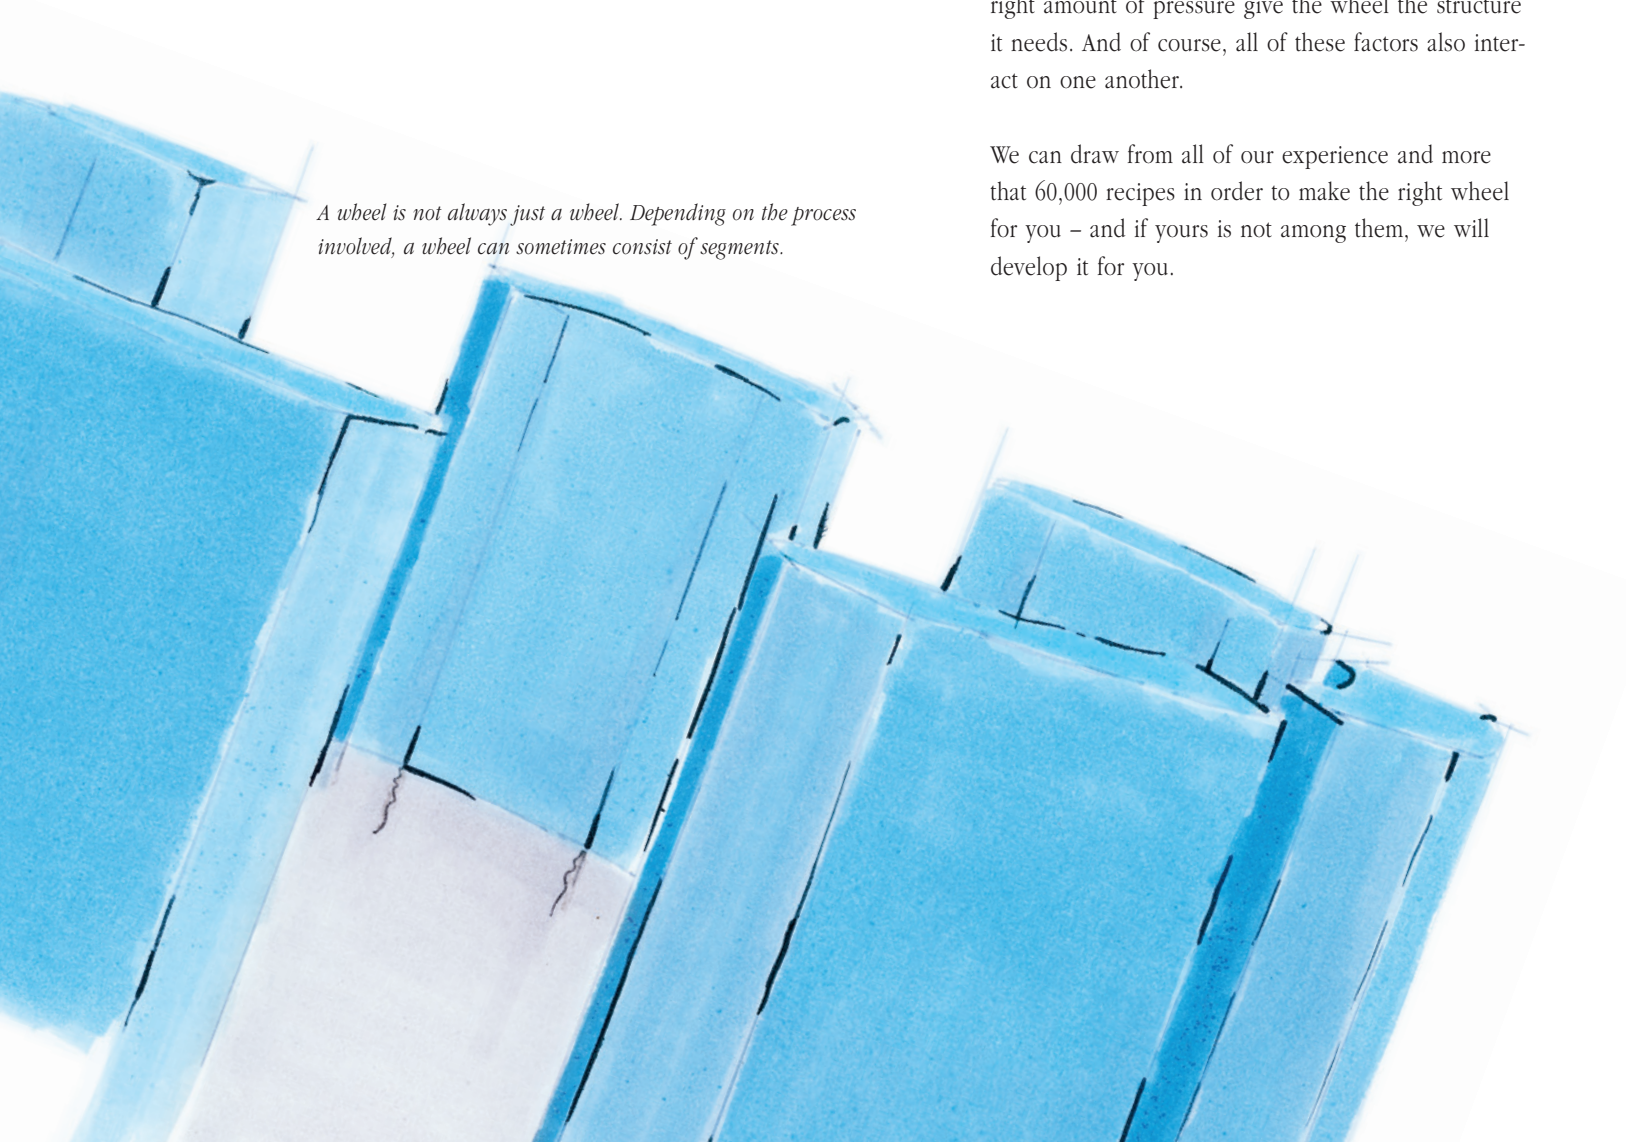 right amount of pressure give the wheel the structure
it needs. And of course, all of these factors also inter-
act on one another.
We can draw from all of our experience and more
that 60,000 recipes in order to make the right wheel
for you – and if yours is not among them, we will
develop it for you.
A wheel is not always just a wheel. Depending on the process
involved, a wheel can sometimes consist of segments.